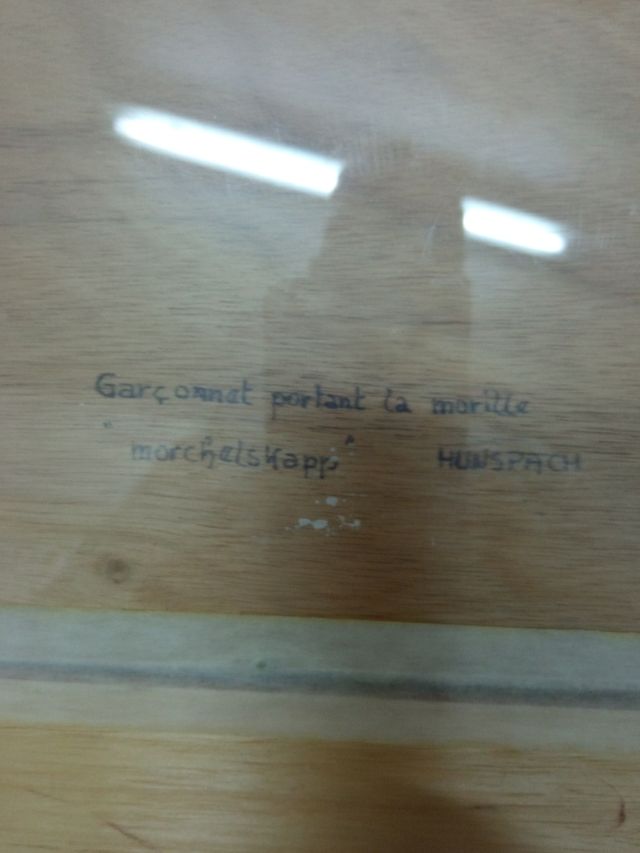 Garçonnet portant la morille
"morchelskapp" HUNSPACH